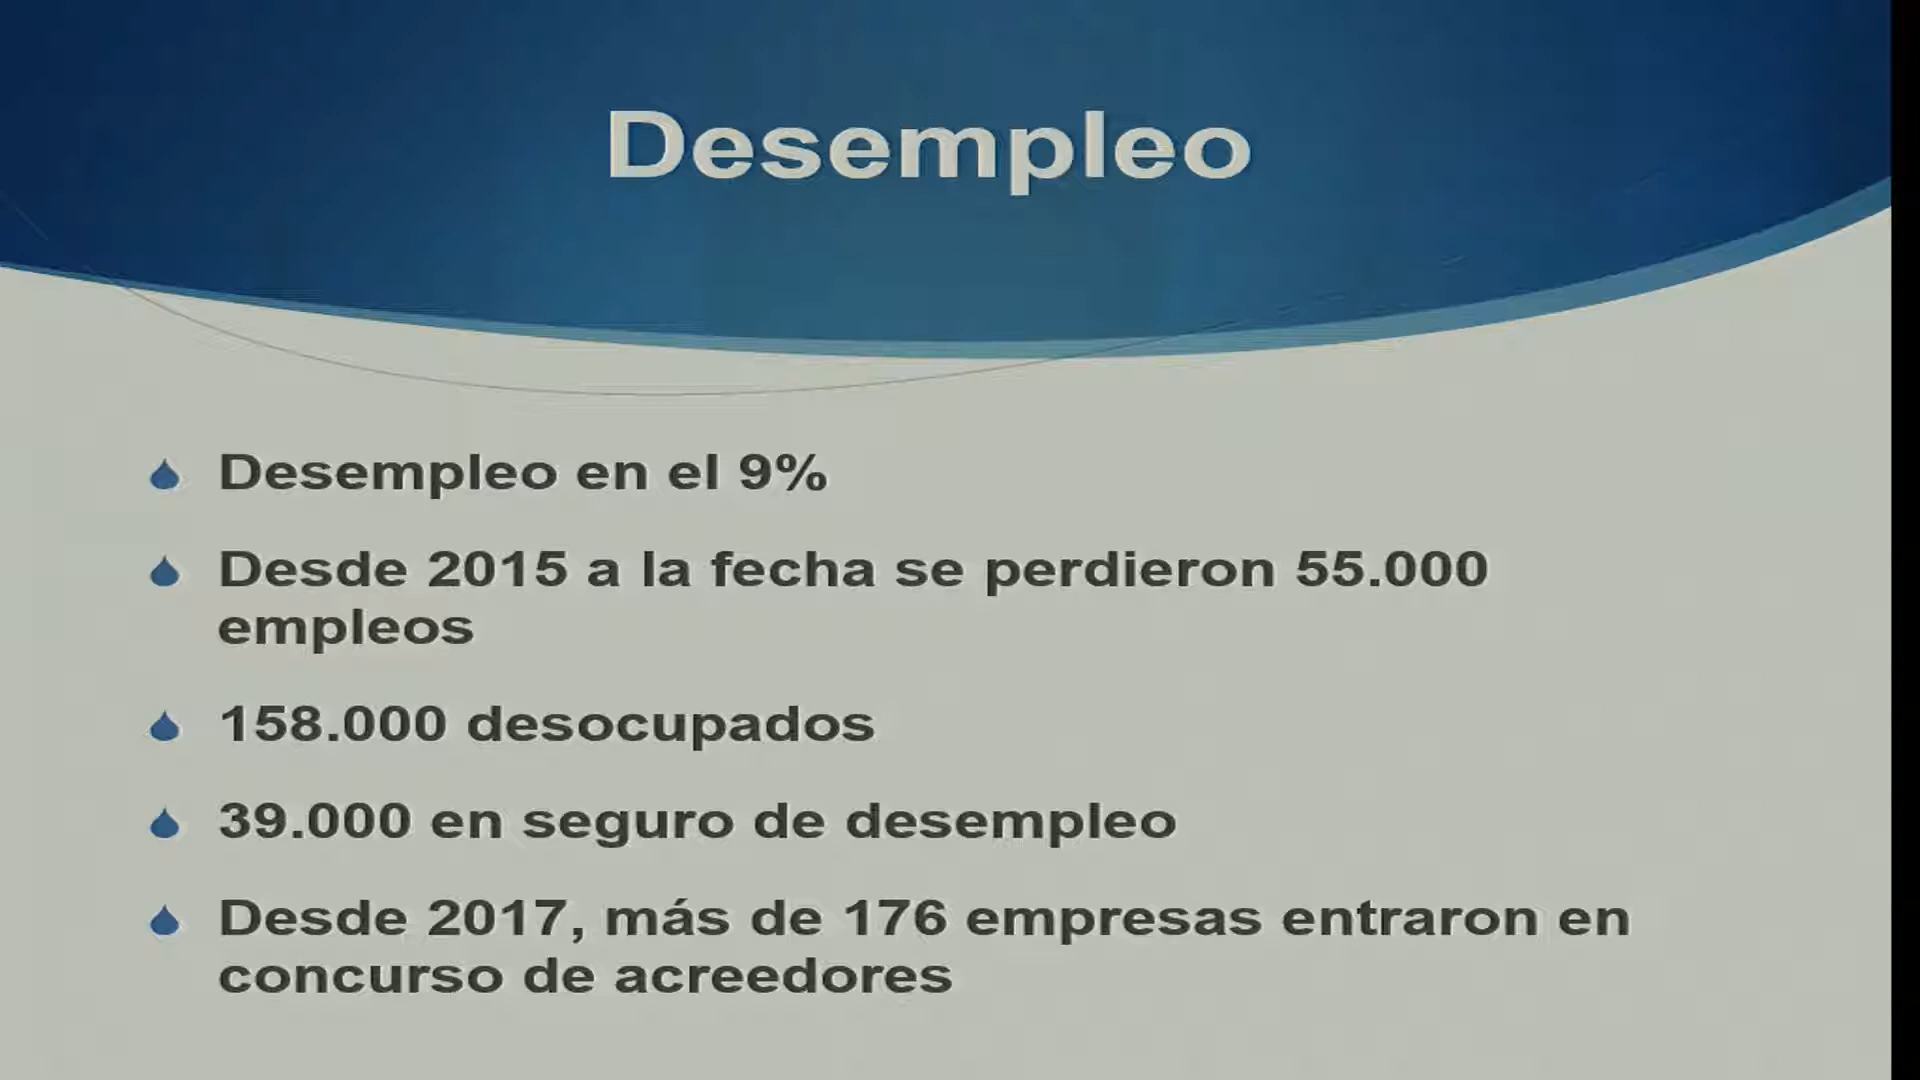 Desempleo
Desempleo en el 9%
Desde 2015 a la fecha se perdieron 55.000
empleos
158.000 desocupados
39.000 en seguro de desempleo
Desde 2017, más de 176 empresas entraron en
concurso de acreedores